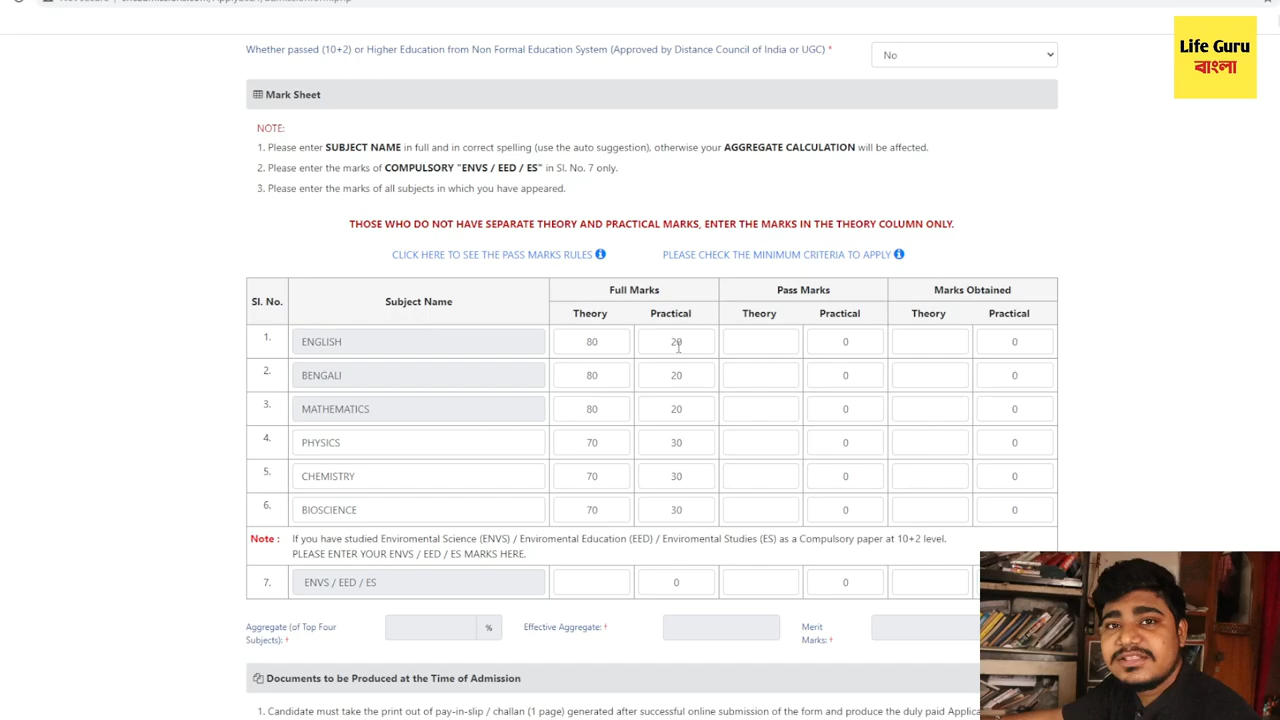 Life Guru
বাংলা
Whether passed (10+2) or Higher Education from Non Formal Education System (Approved by Distance Council of India or UGC) *
No
Mark Sheet
NOTE:
1. Please enter SUBJECT NAME in full and in correct spelling (use the auto suggestion), otherwise your AGGREGATE CALCULATION will be affected.
2. Please enter the marks of COMPULSORY "ENVS / EED / ES" in Sl. No. 7 only.
3. Please enter the marks of all subjects in which you have appeared.
THOSE WHO DO NOT HAVE SEPARATE THEORY AND PRACTICAL MARKS, ENTER THE MARKS IN THE THEORY COLUMN ONLY.
CLICK HERE TO SEE THE PASS MARKS RULES PLEASE CHECK THE MINIMUM CRITERIA TO APPLY
Sl. No. Subject Name Full Marks Pass Marks Marks Obtained
Theory Practical Theory Practical Theory Practical
1. ENGLISH 80 20 0 0
2. BENGALI 80 20 0 0
3. MATHEMATICS 80 20 0 0
4. PHYSICS 70 30 0 0
5. CHEMISTRY 70 30 0 0
6. BIOSCIENCE 70 30 0 0
Note : If you have studied Enviromental Science (ENVS) / Enviromental Education (EED) / Enviromental Studies (ES) as a Compulsory paper at 10+2 level.
PLEASE ENTER YOUR ENVS / EED / ES MARKS HERE.
7. ENVS / EED / ES 0 0
Aggregate (of Top Four Subjects): * % Effective Aggregate: * Merit Marks: *
Documents to be Produced at the Time of Admission
1. Candidate must take the print out of pay-in-slip / challan (1 page) generated after successful online submission of the form and produce the duly paid